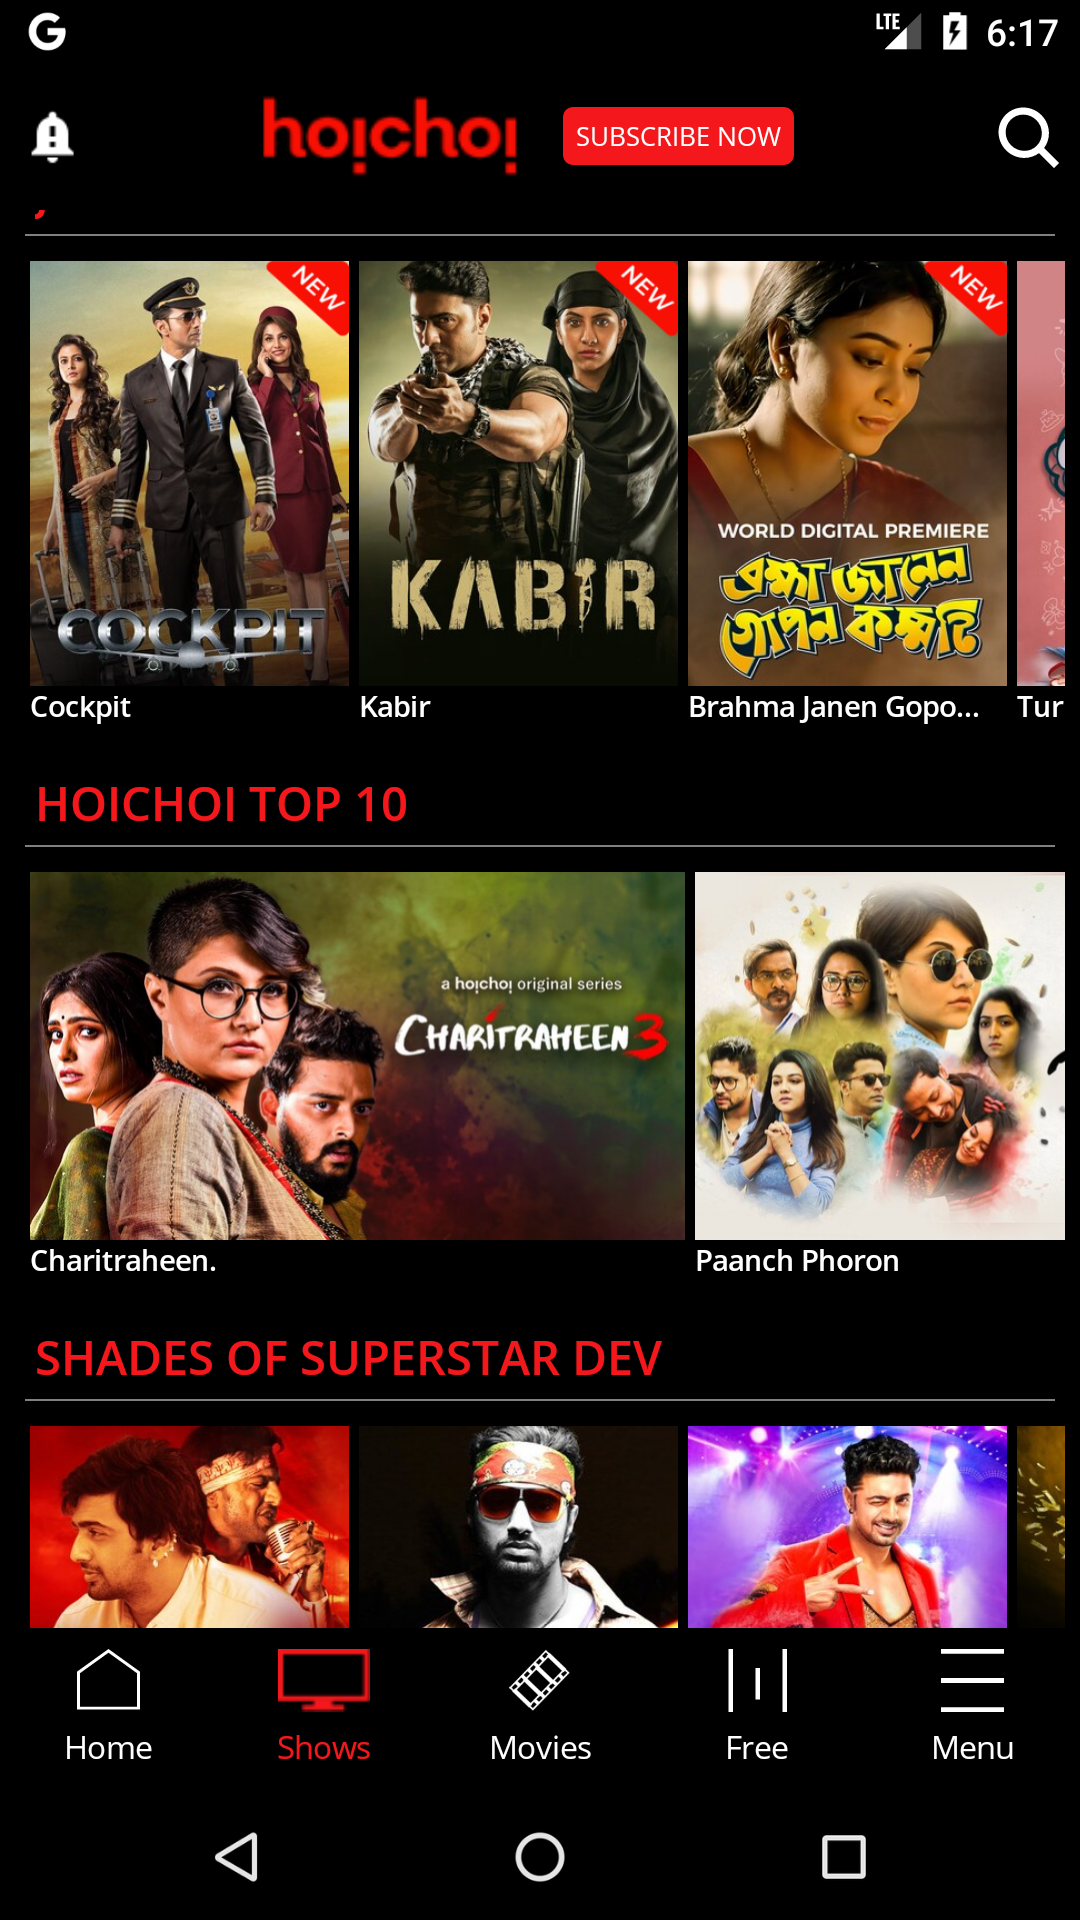 G
LTE
6:17
hoichoi
SUBSCRIBE NOW
NEW
NEW
NEW
COCKPIT
KABIR
WORLD DIGITAL PREMIERE
ব্রহ্মা জানেন
গোপন কম্মটি
Cockpit
Kabir
Brahma Janen Gopo...
Tur
HOICHOI TOP 10
a hoichoi original series
CHARITRAHEEN 3
Charitraheen.
Paanch Phoron
SHADES OF SUPERSTAR DEV
Home
Shows
Movies
Free
Menu